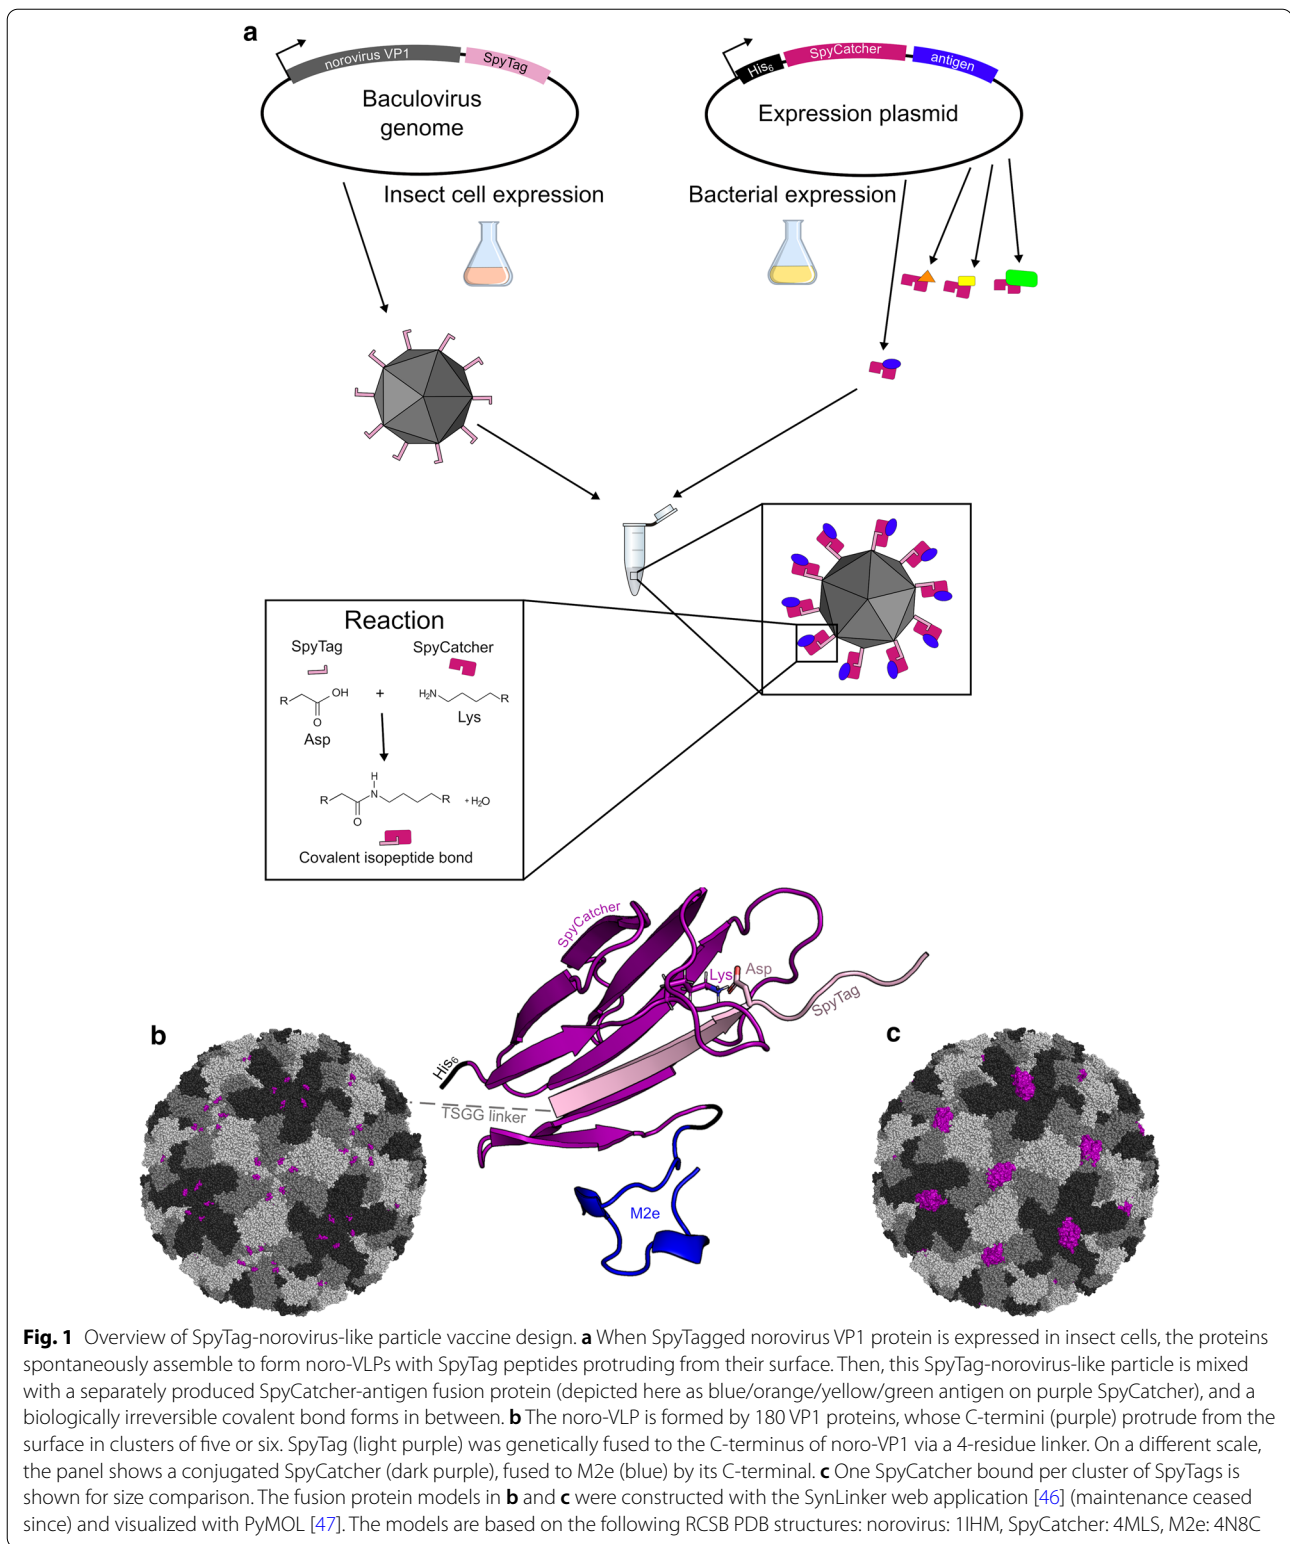 a
norovirus VP1
SpyTag
His6
SpyCatcher
antigen
Baculovirus
genome
Expression plasmid
Insect cell expression
Bacterial expression
Reaction
SpyTag
SpyCatcher
R
OH
O
+
H2N
R
Asp
Lys
H
R
N
R
+H2O
O
Covalent isopeptide bond
SpyCatcher
Lys
Asp
SpyTag
b
c
His6
TSGG linker
M2e
Fig. 1 Overview of SpyTag-norovirus-like particle vaccine design. a When SpyTagged norovirus VP1 protein is expressed in insect cells, the proteins
spontaneously assemble to form noro-VLPs with SpyTag peptides protruding from their surface. Then, this SpyTag-norovirus-like particle is mixed
with a separately produced SpyCatcher-antigen fusion protein (depicted here as blue/orange/yellow/green antigen on purple SpyCatcher), and a
biologically irreversible covalent bond forms in between. b The noro-VLP is formed by 180 VP1 proteins, whose C-termini (purple) protrude from the
surface in clusters of five or six. SpyTag (light purple) was genetically fused to the C-terminus of noro-VP1 via a 4-residue linker. On a different scale,
the panel shows a conjugated SpyCatcher (dark purple), fused to M2e (blue) by its C-terminal. c One SpyCatcher bound per cluster of SpyTags is
shown for size comparison. The fusion protein models in b and c were constructed with the SynLinker web application [46] (maintenance ceased
since) and visualized with PyMOL [47]. The models are based on the following RCSB PDB structures: norovirus: 1IHM, SpyCatcher: 4MLS, M2e: 4N8C